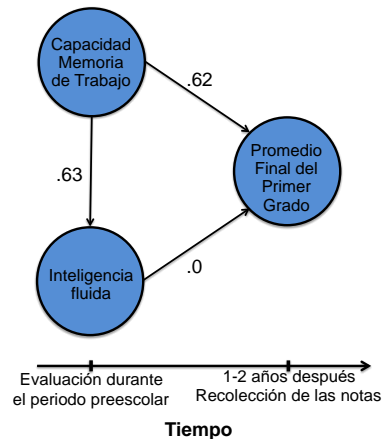 Capacidad
Memoria
de Trabajo
.62
Promedio
Final del
Primer
Grado
.63
Inteligencia
fluida
.0
Evaluación durante
el periodo preescolar
1-2 años después
Recolección de las notas
Tiempo